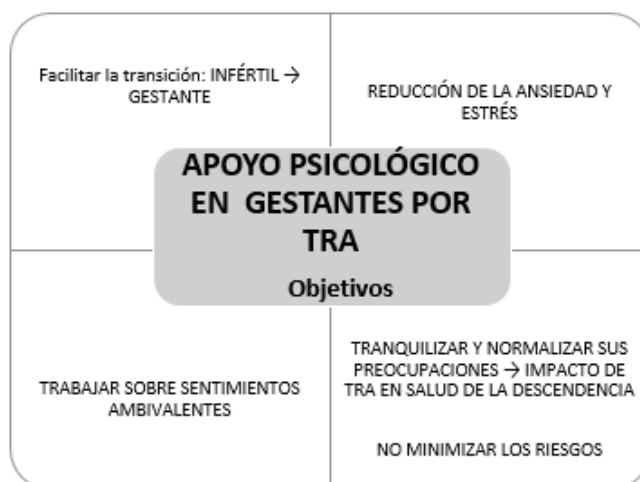 Facilitar la transición: INFÉRTIL →
GESTANTE
REDUCCIÓN DE LA ANSIEDAD Y
ESTRÉS
APOYO PSICOLÓGICO
EN GESTANTES POR
TRA
Objetivos
TRABAJAR SOBRE SENTIMIENTOS
AMBIVALENTES
TRANQUILIZAR Y NORMALIZAR SUS
PREOCUPACIONES → IMPACTO DE
TRA EN SALUD DE LA DESCENDENCIA
NO MINIMIZAR LOS RIESGOS